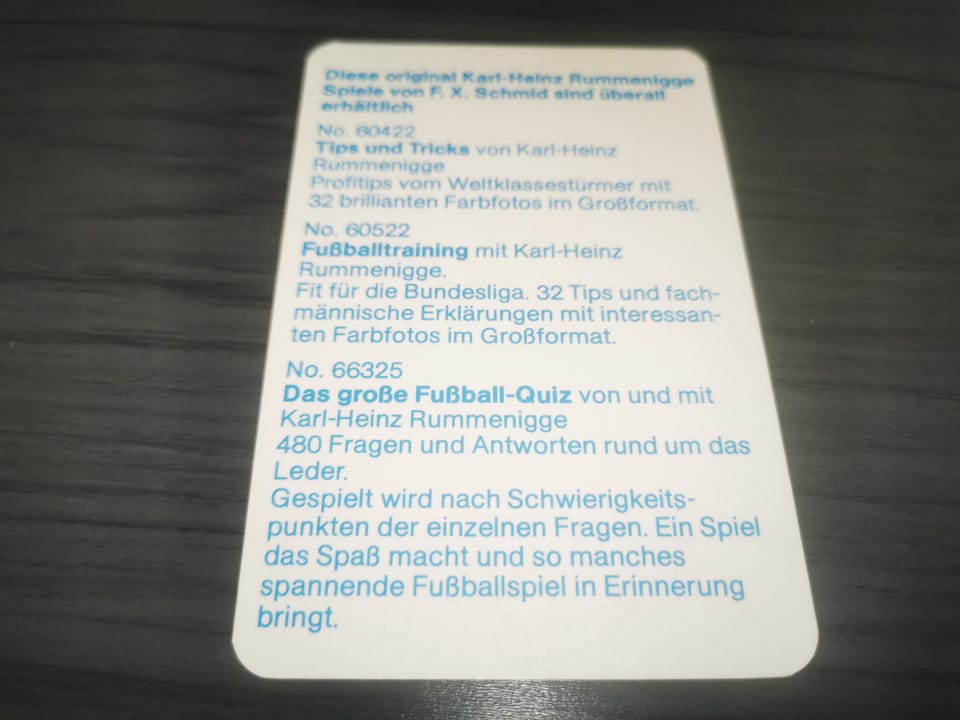 Diese original Karl-Heinz Rummenigge
Spiele von F. X. Schmid sind überall
erhältlich
No. 60422
Tips und Tricks von Karl-Heinz
Rummenigge
Profitips vom Weltklassestürmer mit
32 brillianten Farbfotos im Großformat.
No. 60522
Fußballtraining mit Karl-Heinz
Rummenigge.
Fit für die Bundesliga. 32 Tips und fach-
männische Erklärungen mit interessan-
ten Farbfotos im Großformat.
No. 66325
Das große Fußball-Quiz von und mit
Karl-Heinz Rummenigge
480 Fragen und Antworten rund um das
Leder.
Gespielt wird nach Schwierigkeits-
punkten der einzelnen Fragen. Ein Spiel
das Spaß macht und so manches
spannende Fußballspiel in Erinnerung
bringt.